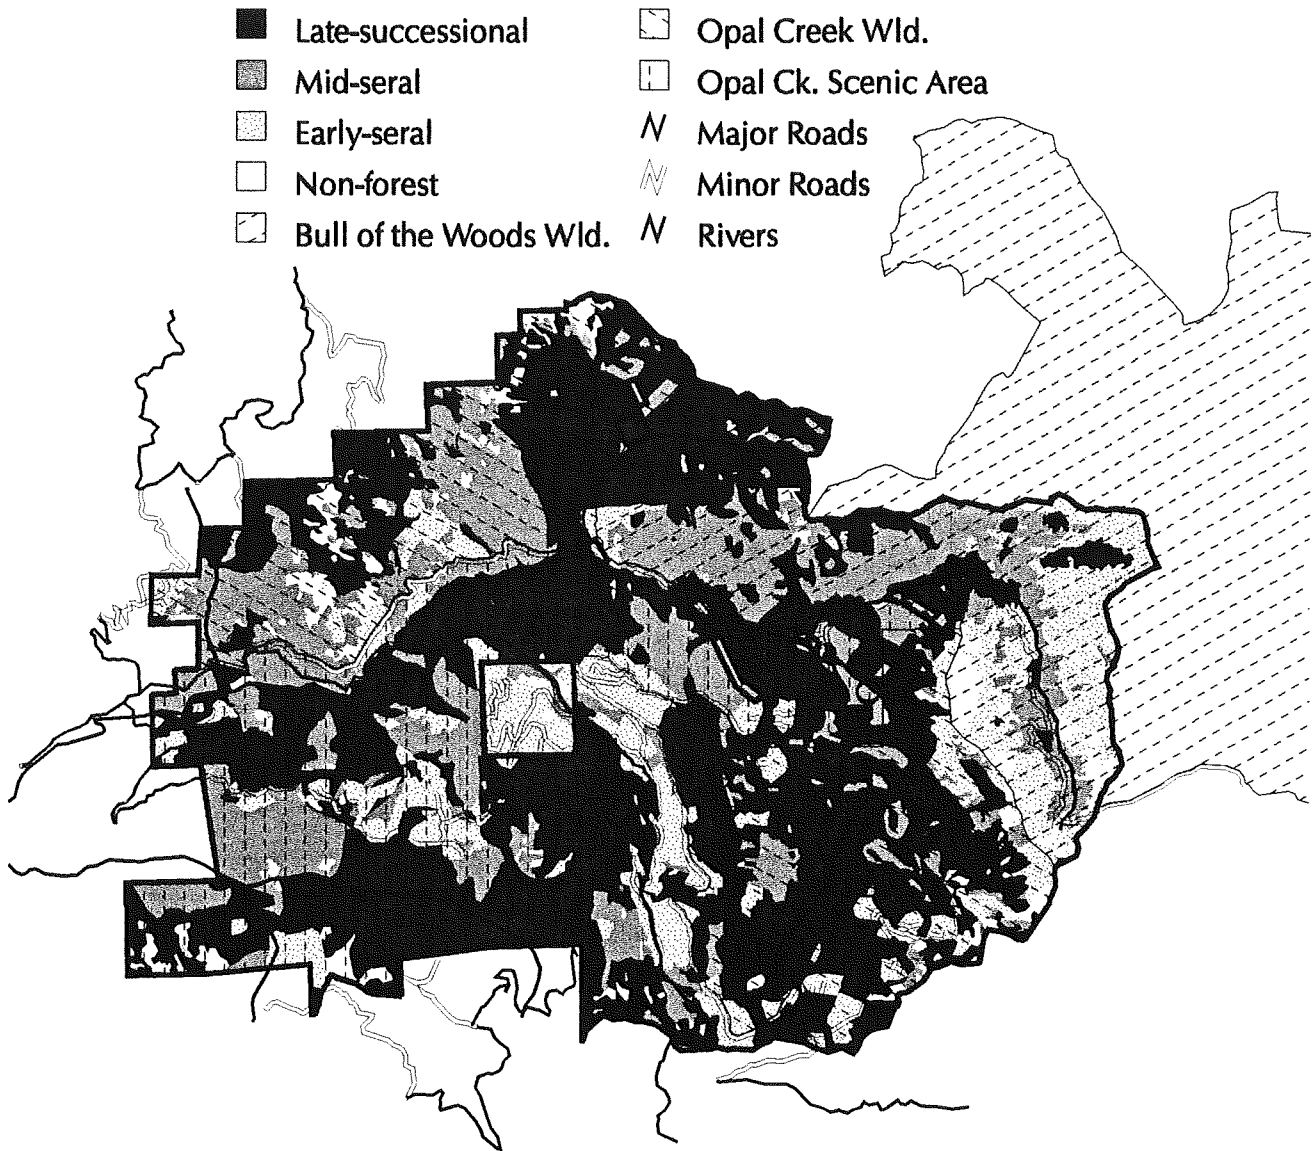 Late-successional
Mid-seral
Early-seral
Non-forest
Bull of the Woods Wld.
Opal Creek Wld.
Opal Ck. Scenic Area
Major Roads
Minor Roads
Rivers